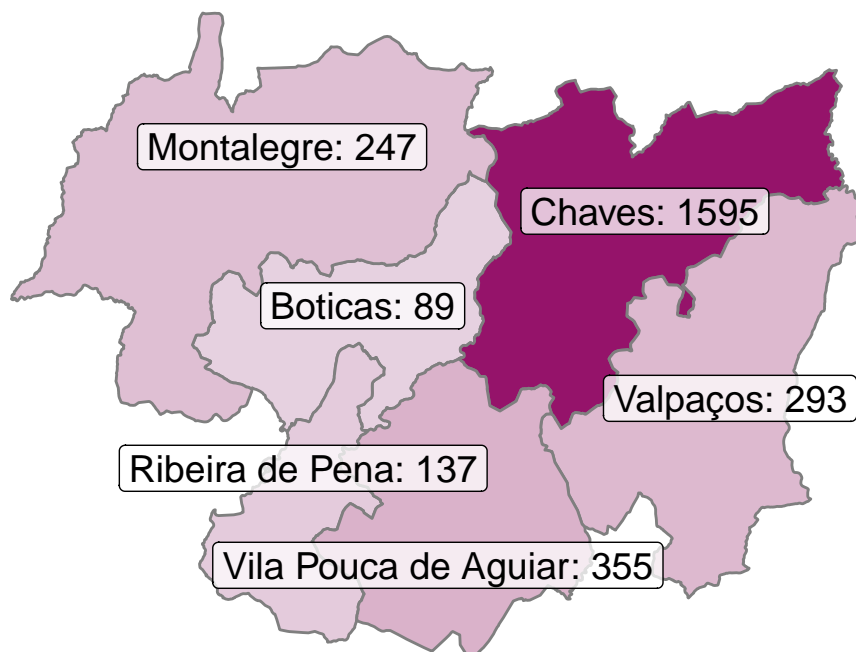 Montalegre: 247
Chaves: 1595
Boticas: 89
Valpaços: 293
Ribeira de Pena: 137
Vila Pouca de Aguiar: 355